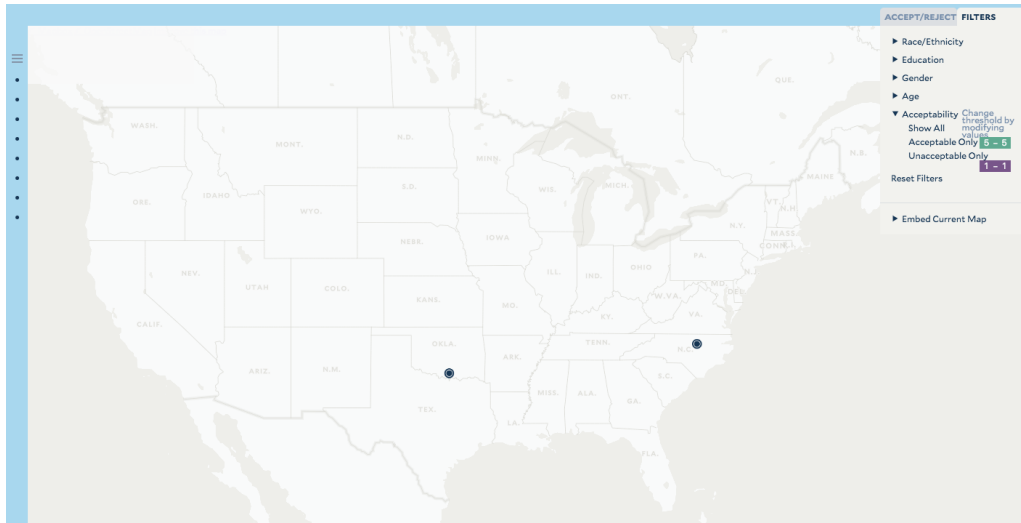 ACCEPT/REJECT FILTERS
Race/Ethnicity
Education
Gender
Age
Acceptability
Change
threshold by
modifying
values
Show All
Acceptable Only 5 – 5
Unacceptable Only
1 – 1
Reset Filters
Embed Current Map
ONT.
QUE.
WASH.
MONT.
N.D.
MINN.
N.B.
MAINE
ORE.
IDAHO
S.D.
WIS.
MICH.
VT.
N.H.
WYO.
N.Y.
MASS.
CONN.
NEBR.
IOWA
PA.
NEV.
UTAH
COLO.
ILL.
IND.
OHIO
N.J.
MD.
DEL.
KANS.
MO.
W.VA.
VA.
KY.
CALIF.
OKLA.
TENN.
N.C.
ARIZ.
N.M.
ARK.
S.C.
MISS.
ALA.
GA.
TEX.
LA.
FLA.